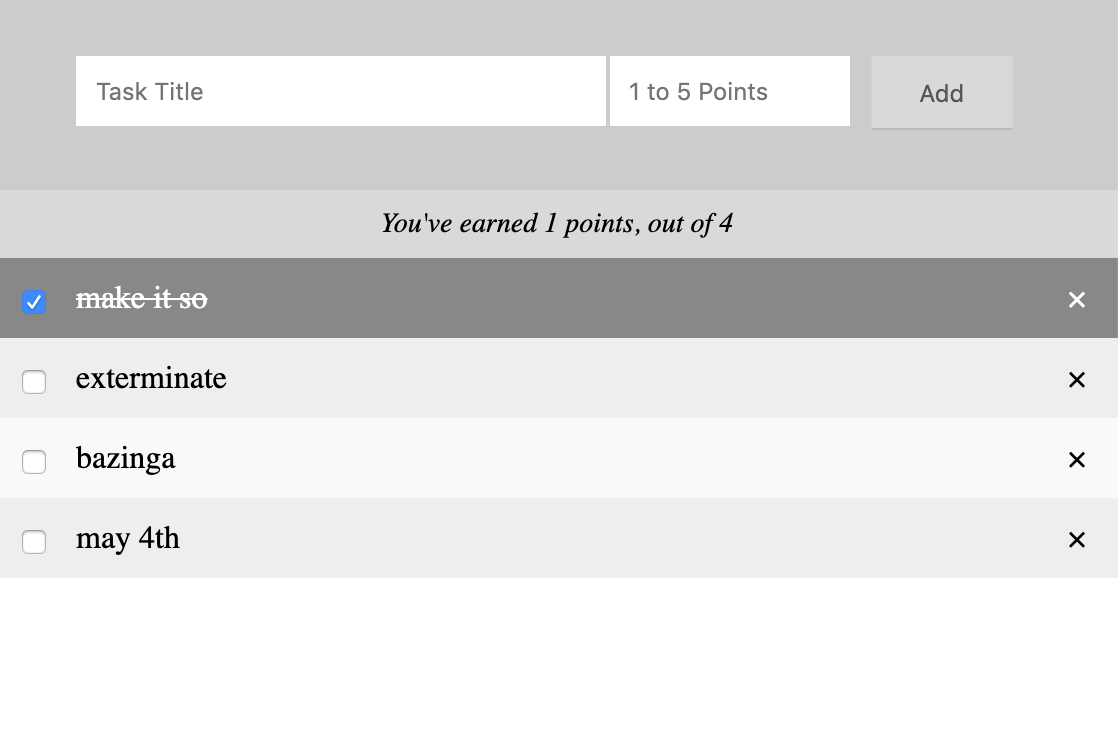 Task Title 1 to 5 Points Add
You've earned 1 points, out of 4
make it so ×
exterminate ×
bazinga ×
may 4th ×